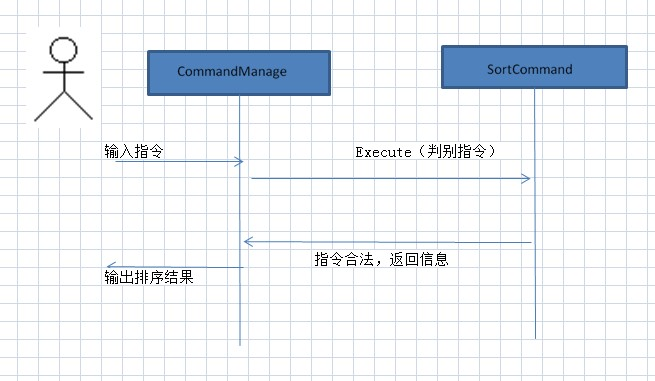 CommandManage
SortCommand
输入指令
Execute（判别指令）
指令合法，返回信息
输出排序结果